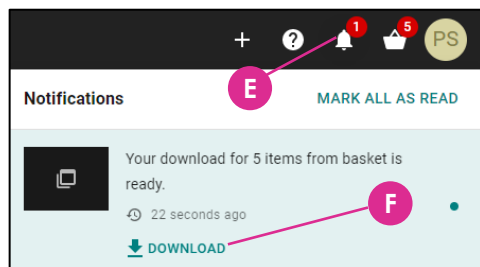 1
5
PS
E
Notifications MARK ALL AS READ
Your download for 5 items from basket is
ready.
22 seconds ago
F
DOWNLOAD